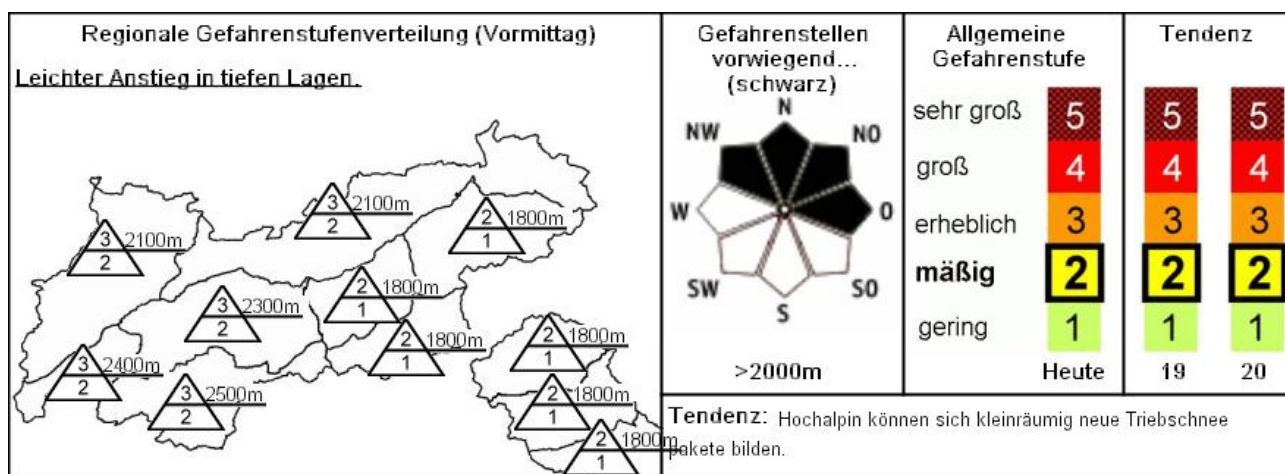 Regionale Gefahrenstufenverteilung (Vormittag)
Leichter Anstieg in tiefen Lagen.
3
2100m
2
3
2100m
2
2
1800m
1
3
2300m
2
2
1800m
1
2
1800m
1
2
1800m
1
3
2400m
2
3
2500m
2
2
1800m
1
2
1800m
1
Gefahrenstellen
vorwiegend...
(schwarz)
N
NW
NO
W
O
SW
SO
S
>2000m
Allgemeine
Gefahrenstufe
Tendenz
sehr groß 5 5 5
groß 4 4 4
erheblich 3 3 3
mäßig 2 2 2
gering 1 1 1
Heute 19 20
Tendenz: Hochalpin können sich kleinräumig neue Triebschnee
pakete bilden.